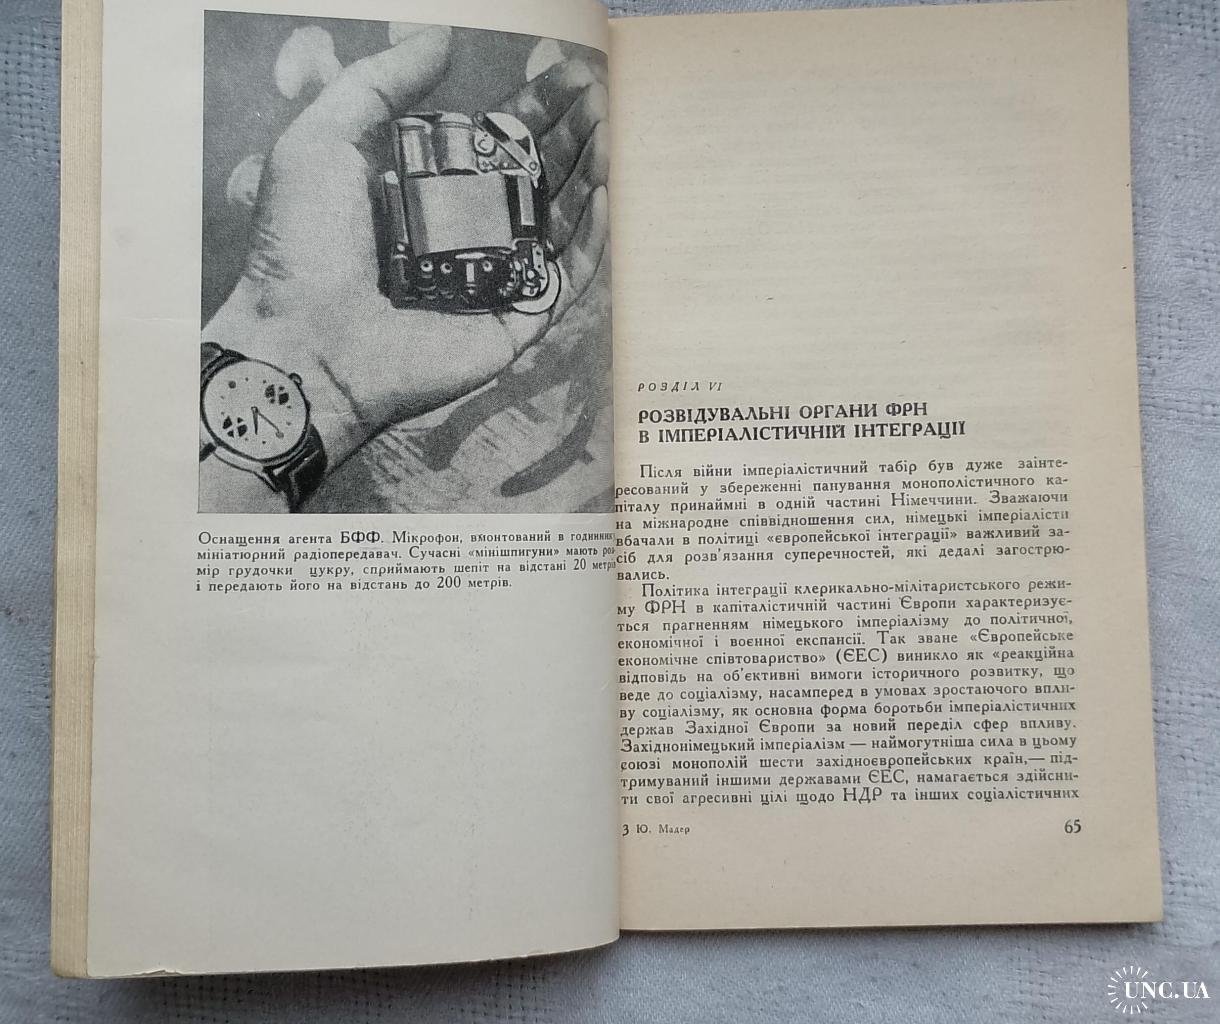 Оснащення агента БФФ. Мікрофон, вмонтований в годинник
мініатюрний радіопередавач. Сучасні «мінішпигуни» мають роз
мір грудочки цукру, сприймають шепіт на відстані 20 метрів
і передають його на відстань до 200 метрів.
РОЗДІЛ VI
РОЗВІДУВАЛЬНІ ОРГАНИ ФРН
В ІМПЕРІАЛІСТИЧНІЙ ІНТЕГРАЦІЇ
Після війни імперіалістичний табір був дуже заінте-
ресований у збереженні панування монополістичного ка-
піталу принаймні в одній частині Німеччини. Зважаючи
на міжнародне співвідношення сил, німецькі імперіалісти
вбачали в політиці «європейської інтеграції» важливий за-
сіб для розв'язання суперечностей, які дедалі загострю-
вались.
Політика інтеграції клерикально-мілітаристського режи-
му ФРН в капіталістичній частині Європи характеризує-
ться прагненням німецького імперіалізму до політичної,
економічної і воєнної експансії. Так зване «Європейське
економічне співтовариство» (ЄЕС) виникло як «реакційна
відповідь на об'єктивні вимоги історичного розвитку, що
веде до соціалізму, насамперед в умовах зростаючого впли-
ву соціалізму, як основна форма боротьби імперіалістичних
держав Західної Європи за новий переділ сфер впливу.
Західнонімецький імперіалізм — наймогутніша сила в цьому
союзі монополій шести західноєвропейських країн,— під-
тримуваний іншими державами ЄЕС, намагається здійсни-
ти свої агресивні цілі щодо НДР та інших соціалістичних
3 Ю. Мадер
65
UNC.UA